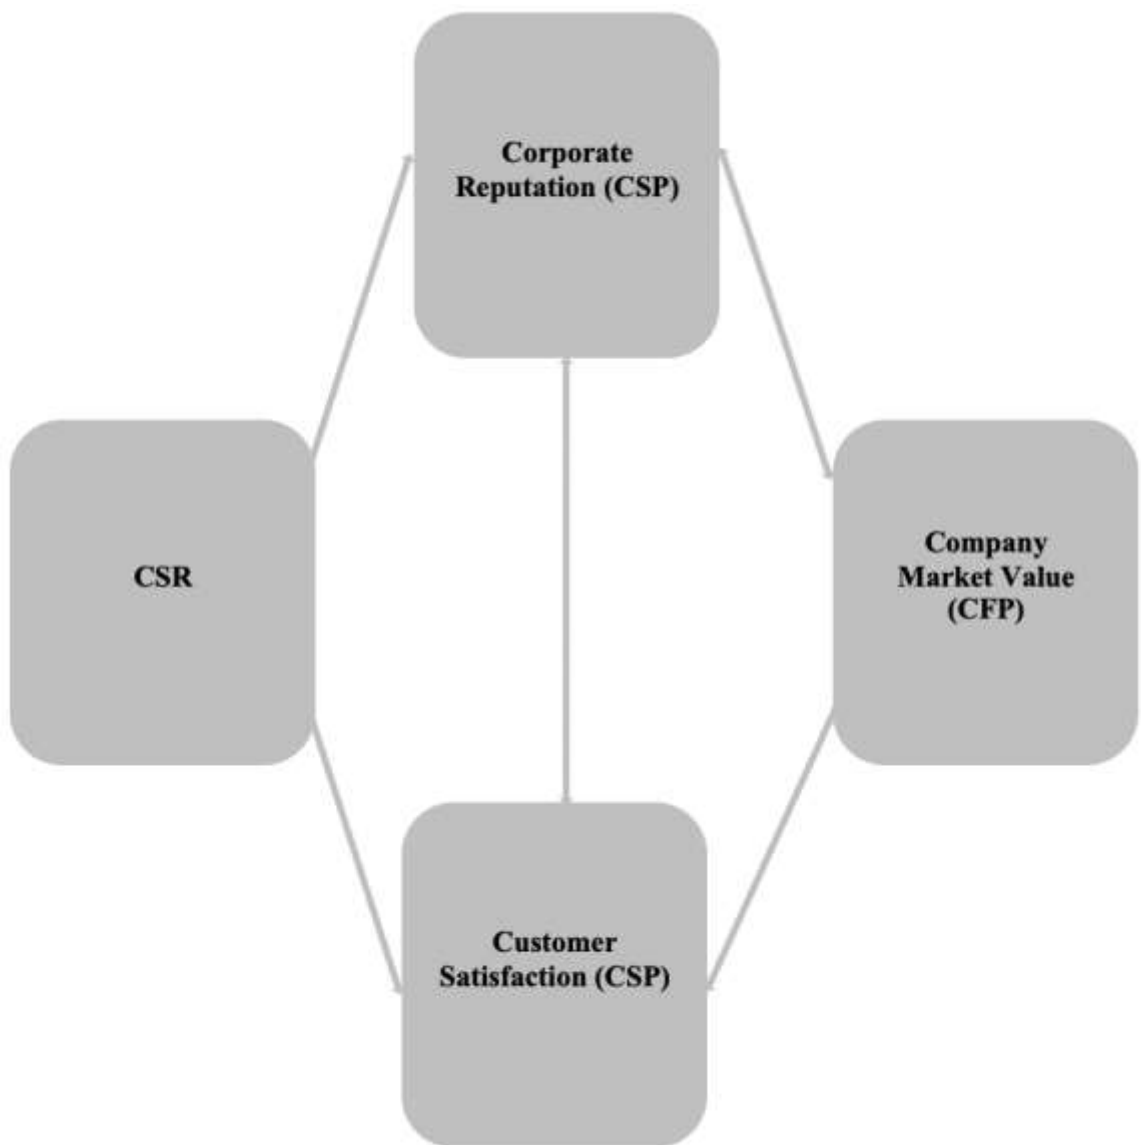 Corporate
Reputation (CSP)
CSR
Company
Market Value
(CFP)
Customer
Satisfaction (CSP)